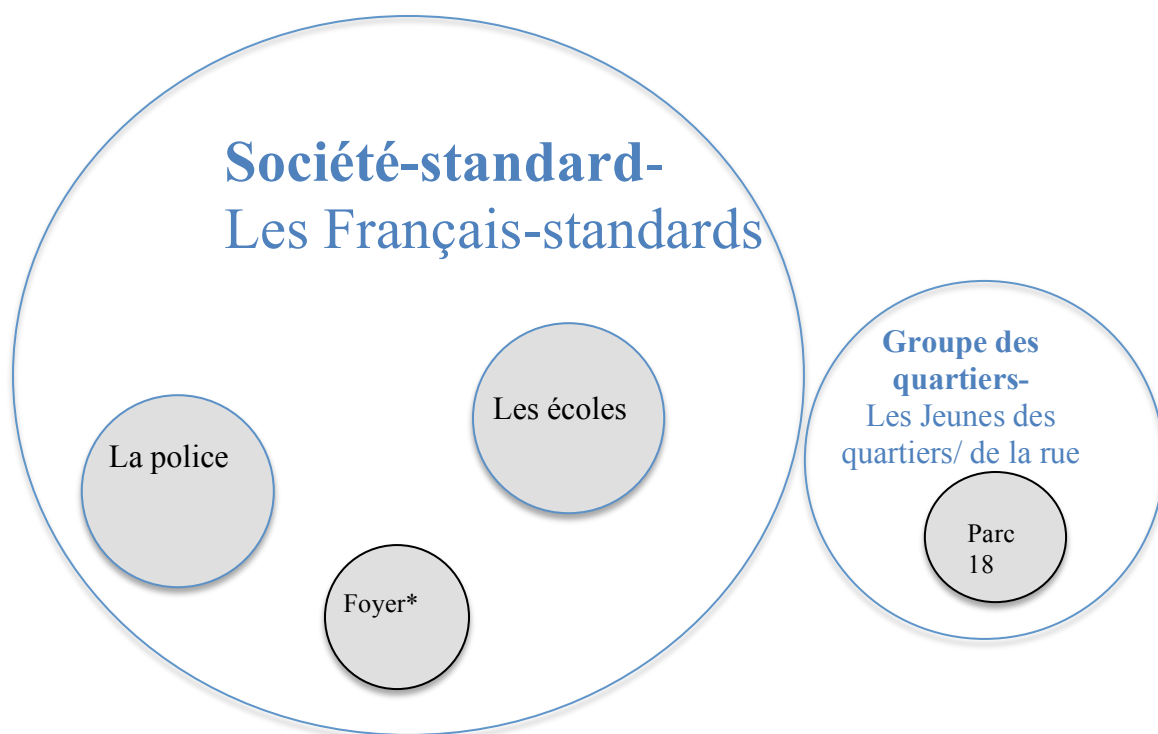 Société-standard-
Les Français-standards
Les écoles
La police
Foyer*
Groupe des
quartiers-
Les Jeunes des
quartiers/ de la rue
Parc
18